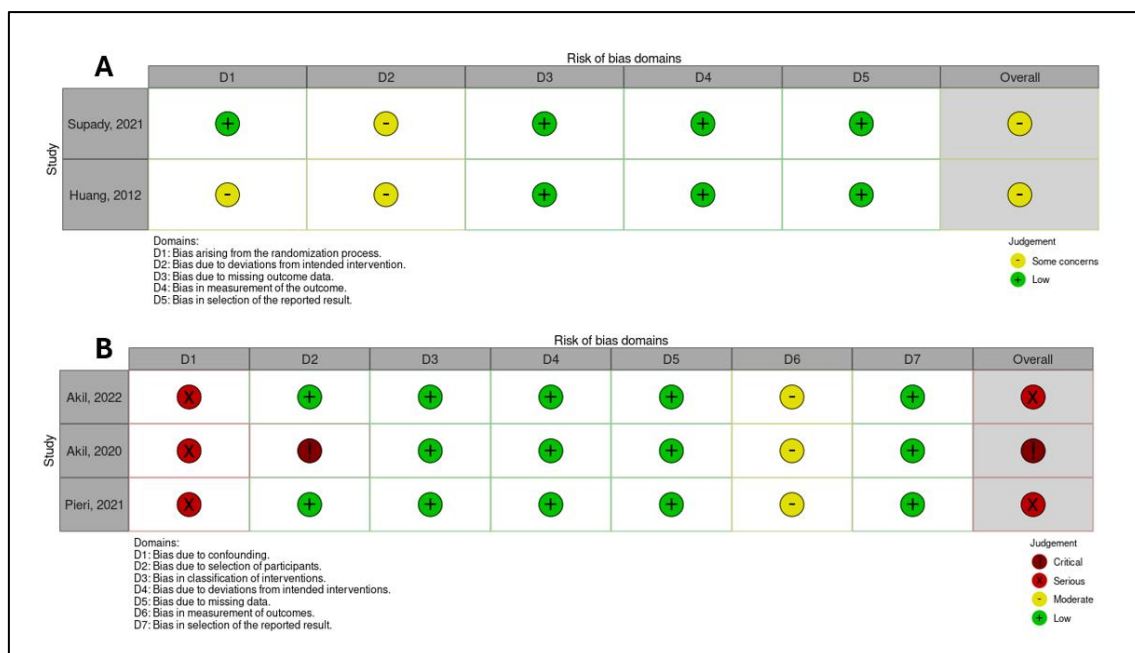 A
Risk of bias domains
D1 D2 D3 D4 D5 Overall
Study
Supady, 2021 + - + + + -
Huang, 2012 - - + + + -
Domains:
D1: Bias arising from the randomization process.
D2: Bias due to deviations from intended intervention.
D3: Bias due to missing outcome data.
D4: Bias in measurement of the outcome.
D5: Bias in selection of the reported result.
Judgement
- Some concerns
+ Low
B
Risk of bias domains
D1 D2 D3 D4 D5 D6 D7 Overall
Study
Akil, 2022 X + + + + - + X
Akil, 2020 X ! + + + - + !
Pieri, 2021 X + + + + - + X
Domains:
D1: Bias due to confounding.
D2: Bias due to selection of participants.
D3: Bias in classification of interventions.
D4: Bias due to deviations from intended interventions.
D5: Bias due to missing data.
D6: Bias in measurement of outcomes.
D7: Bias in selection of the reported result.
Judgement
! Critical
X Serious
- Moderate
+ Low